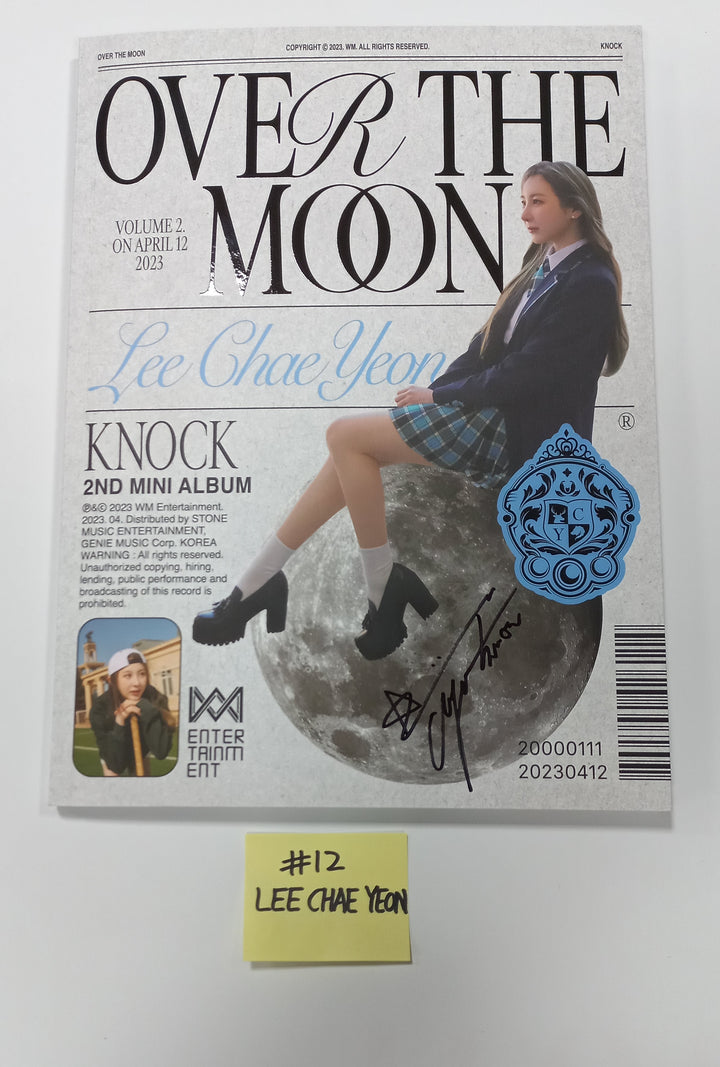 OVER THE MOON
COPYRIGHT © 2023, WM. ALL RIGHTS RESERVED.
KNOCK
OVER THE
MOON
VOLUME 2.
ON APRIL 12
2023
Lee Chae Yeon
KNOCK
2ND MINI ALBUM
℗&© 2023 WM Entertainment.
2023. 04. Distributed by STONE
MUSIC ENTERTAINMENT,
GENIE MUSIC Corp. KOREA
WARNING : All rights reserved.
Unauthorized copying, hiring,
lending, public performance and
broadcasting of this record is
prohibited.
®
C
Y
WM
ENTER
TAINM
ENT
20000111
20230412
#12
LEE CHAE YEON